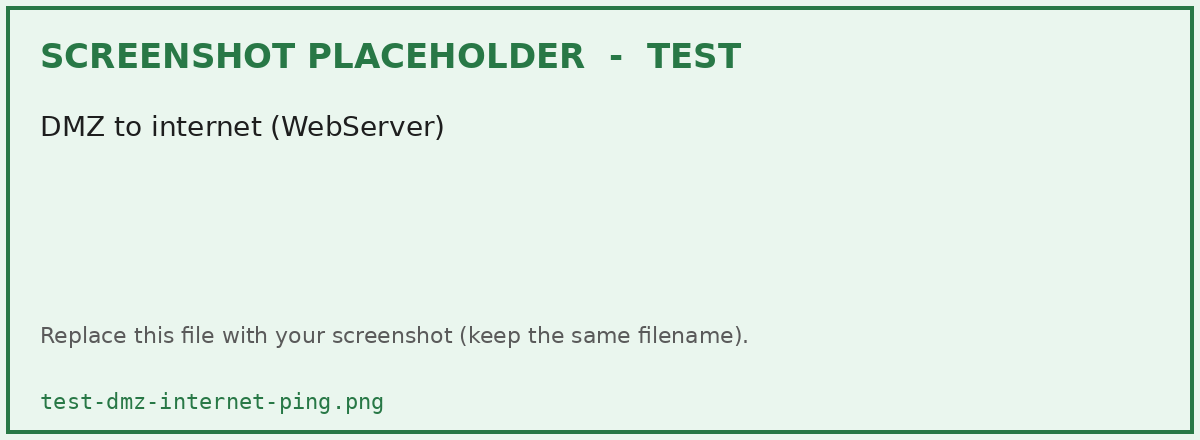 SCREENSHOT PLACEHOLDER - TEST
DMZ to internet (WebServer)
Replace this file with your screenshot (keep the same filename).
test-dmz-internet-ping.png